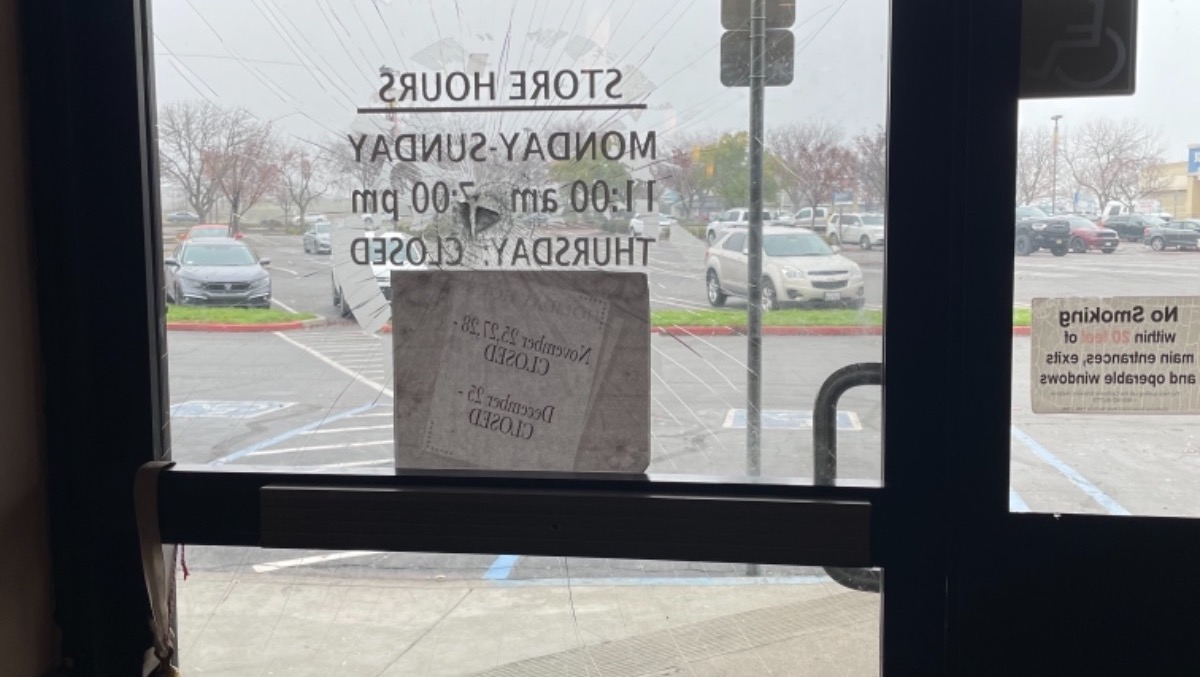 STORE HOURS
MONDAY-SUNDAY
11:00 am 7:00 pm
THURSDAY: CLOSED
November 25,27,28 -
CLOSED
December 25 -
CLOSED
No Smoking
within 20 feet of
main entrances, exits
and operable windows